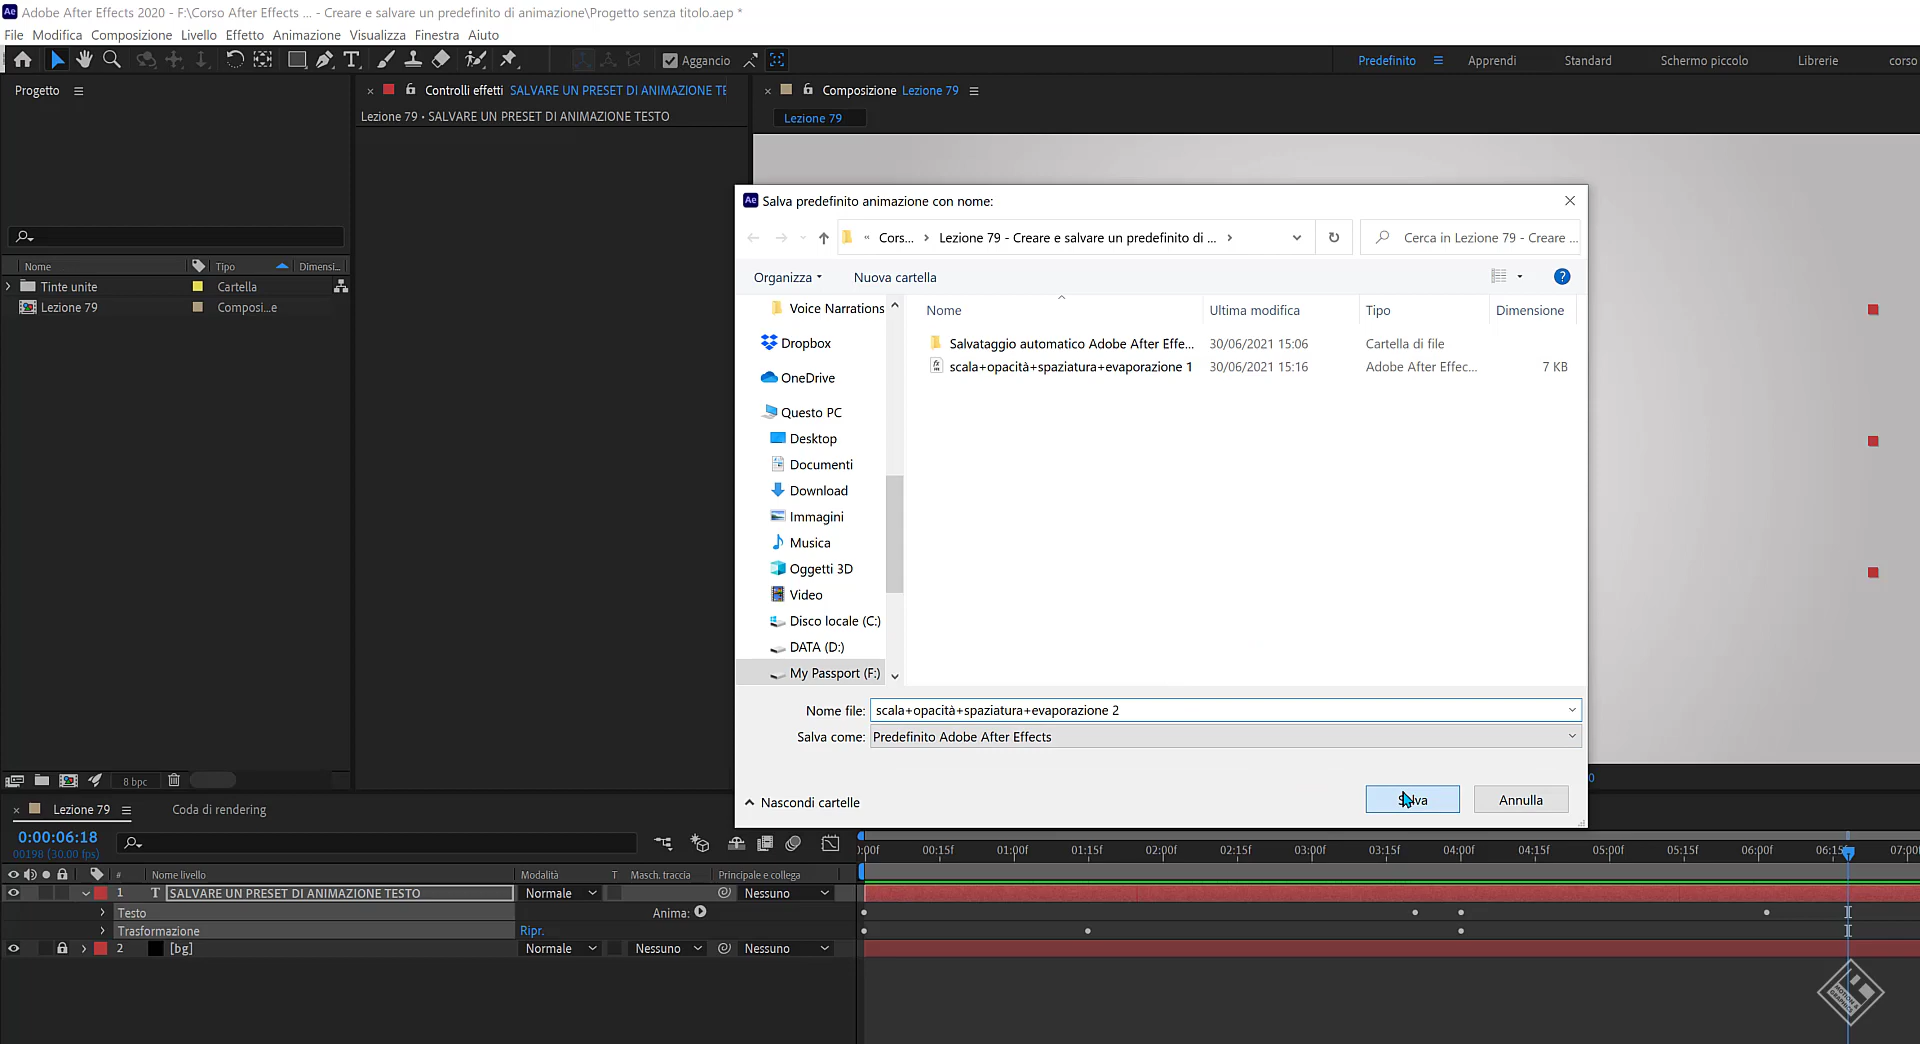 Adobe After Effects 2020 - F:\Corso After Effects ... - Creare e salvare un predefinito di animazione\Progetto senza titolo.aep *
File Modifica Composizione Livello Effetto Animazione Visualizza Finestra Aiuto
Aggancio
Predefinito Apprendi Standard Schermo piccolo Librerie corso
Progetto
Controlli effetti SALVARE UN PRESET DI ANIMAZIONE TE
Composizione Lezione 79
Lezione 79 • SALVARE UN PRESET DI ANIMAZIONE TESTO
Lezione 79
Nome Tipo Dimensi...
Tinte unite Cartella
Lezione 79 Composi...e
8 bpc
Ae Salva predefinito animazione con nome:
« Cors... › Lezione 79 - Creare e salvare un predefinito di ... ›
Cerca in Lezione 79 - Creare ...
Organizza Nuova cartella
Voice Narrations
Dropbox
OneDrive
Questo PC
Desktop
Documenti
Download
Immagini
Musica
Oggetti 3D
Video
Disco locale (C:)
DATA (D:)
My Passport (F:)
Nome Ultima modifica Tipo Dimensione
Salvataggio automatico Adobe After Effe... 30/06/2021 15:06 Cartella di file
scala+opacità+spaziatura+evaporazione 1 30/06/2021 15:16 Adobe After Effec... 7 KB
Nome file: scala+opacità+spaziatura+evaporazione 2
Salva come: Predefinito Adobe After Effects
Nascondi cartelle
Salva Annulla
Lezione 79 Coda di rendering
0:00:06:18
00198 (30.00 fps)
:00f 00:15f 01:00f 01:15f 02:00f 02:15f 03:00f 03:15f 04:00f 04:15f 05:00f 05:15f 06:00f 06:15f 07:00
# Nome livello Modalità T Masch. traccia Principale e collega
1 T SALVARE UN PRESET DI ANIMAZIONE TESTO Normale Nessuno
Testo Anima:
Trasformazione Ripr.
2 [bg] Normale Nessuno Nessuno